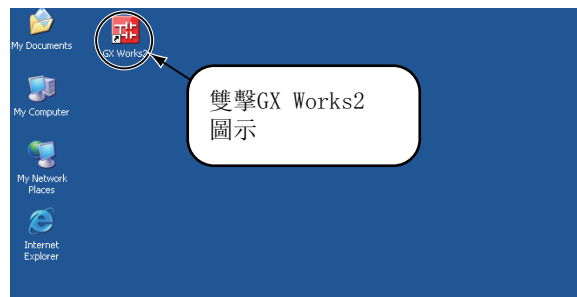 My Documents
GX Works2
雙擊GX Works2
圖示
My Computer
My Network
Places
Internet
Explorer